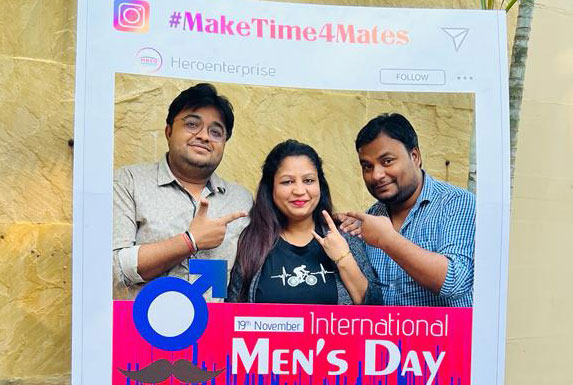 #MakeTime4Mates
Heroenterprise
FOLLOW
19th November
International
MEN'S DAY